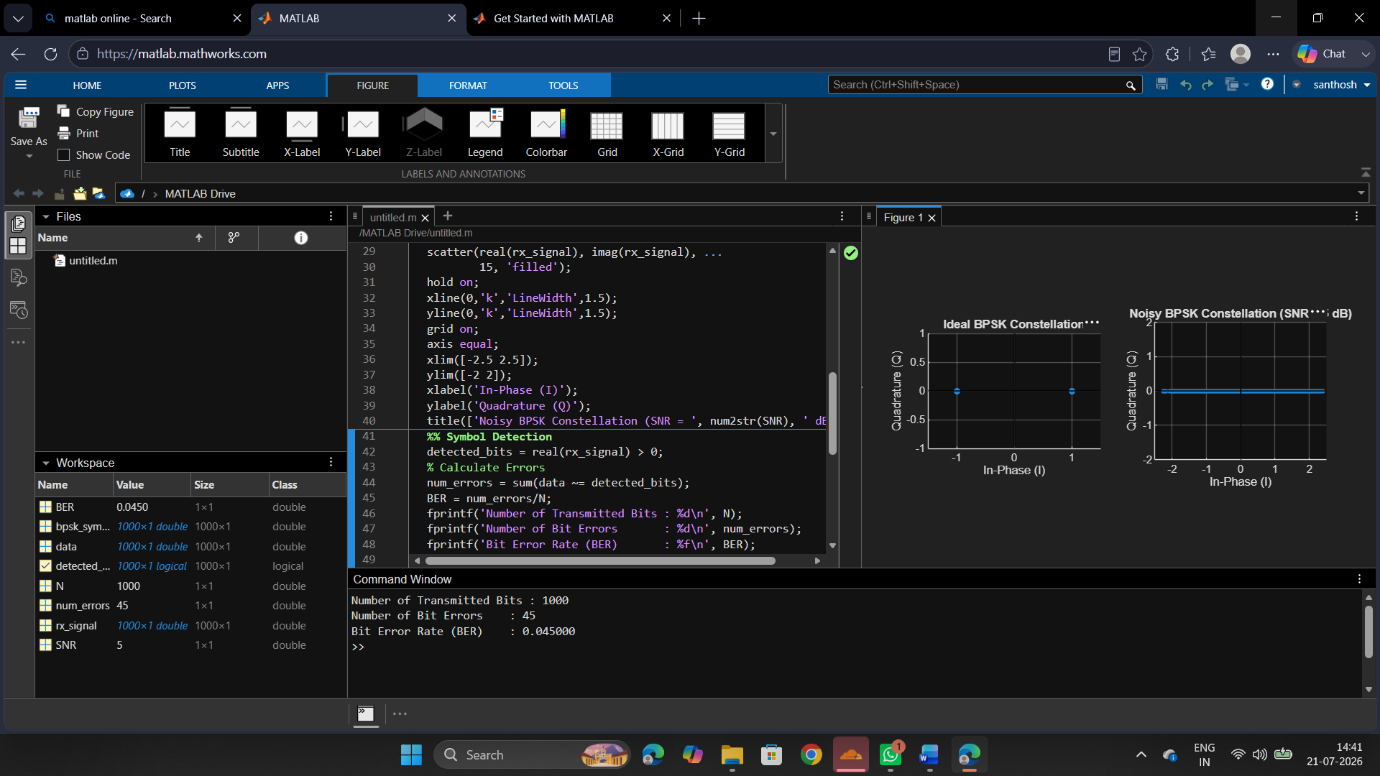 matlab online - Search
MATLAB
Get Started with MATLAB
https://matlab.mathworks.com
Chat
HOME
PLOTS
APPS
FIGURE
FORMAT
TOOLS
Search (Ctrl+Shift+Space)
santhosh
Save As
Copy Figure
Print
Show Code
FILE
Title
Subtitle
X-Label
Y-Label
Z-Label
Legend
Colorbar
Grid
X-Grid
Y-Grid
LABELS AND ANNOTATIONS
/ › MATLAB Drive
Files
Name
untitled.m
Workspace
Name Value Size Class
BER 0.0450 1×1 double
bpsk_sym... 1000×1 double 1000×1 double
data 1000×1 double 1000×1 double
detected_... 1000×1 logical 1000×1 logical
N 1000 1×1 double
num_errors 45 1×1 double
rx_signal 1000×1 double 1000×1 double
SNR 5 1×1 double
untitled.m
/MATLAB Drive/untitled.m
29 scatter(real(rx_signal), imag(rx_signal), ...
30 15, 'filled');
31 hold on;
32 xline(0,'k','LineWidth',1.5);
33 yline(0,'k','LineWidth',1.5);
34 grid on;
35 axis equal;
36 xlim([-2.5 2.5]);
37 ylim([-2 2]);
38 xlabel('In-Phase (I)');
39 ylabel('Quadrature (Q)');
40 title(['Noisy BPSK Constellation (SNR = ', num2str(SNR), ' dB
41 %% Symbol Detection
42 detected_bits = real(rx_signal) > 0;
43 % Calculate Errors
44 num_errors = sum(data ~= detected_bits);
45 BER = num_errors/N;
46 fprintf('Number of Transmitted Bits : %d\n', N);
47 fprintf('Number of Bit Errors : %d\n', num_errors);
48 fprintf('Bit Error Rate (BER) : %f\n', BER);
49
Figure 1
Ideal BPSK Constellation
1
0.5
0
-0.5
-1
-1 0 1
In-Phase (I)
Quadrature (Q)
Noisy BPSK Constellation (SNR dB)
2
1
0
-1
-2
-2 -1 0 1 2
In-Phase (I)
Quadrature (Q)
Command Window
Number of Transmitted Bits : 1000
Number of Bit Errors : 45
Bit Error Rate (BER) : 0.045000
>>
Search
1
ENG
IN
14:41
21-07-2026